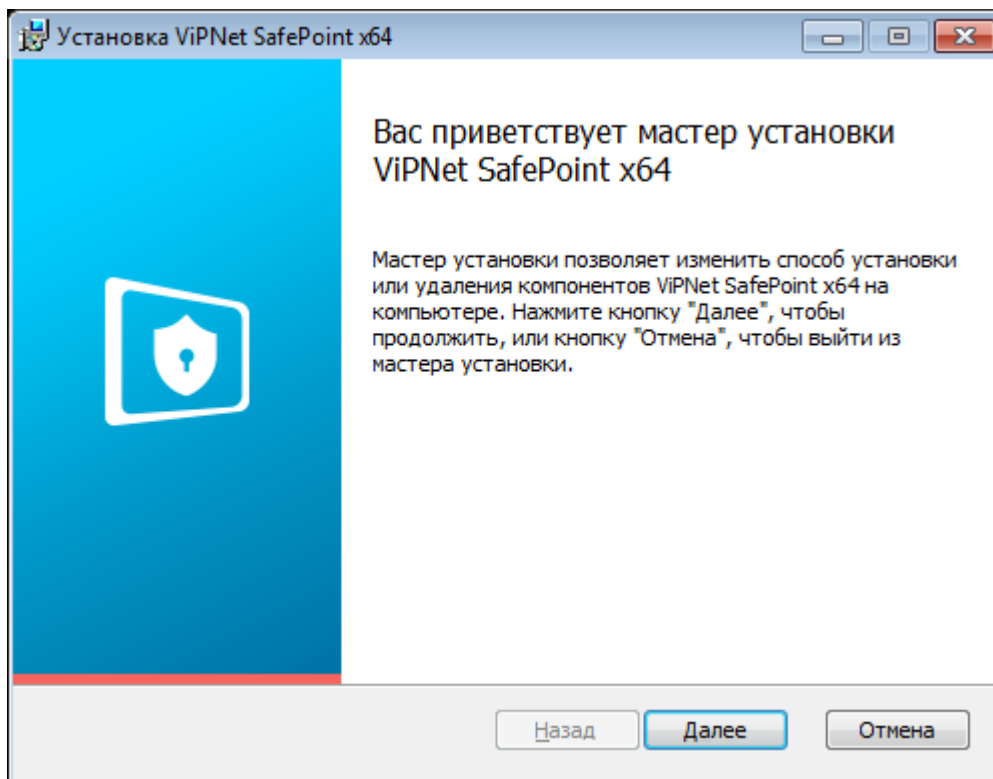 Установка ViPNet SafePoint x64
Вас приветствует мастер установки
ViPNet SafePoint x64
Мастер установки позволяет изменить способ установки
или удаления компонентов ViPNet SafePoint x64 на
компьютере. Нажмите кнопку "Далее", чтобы
продолжить, или кнопку "Отмена", чтобы выйти из
мастера установки.
Назад
Далее
Отмена